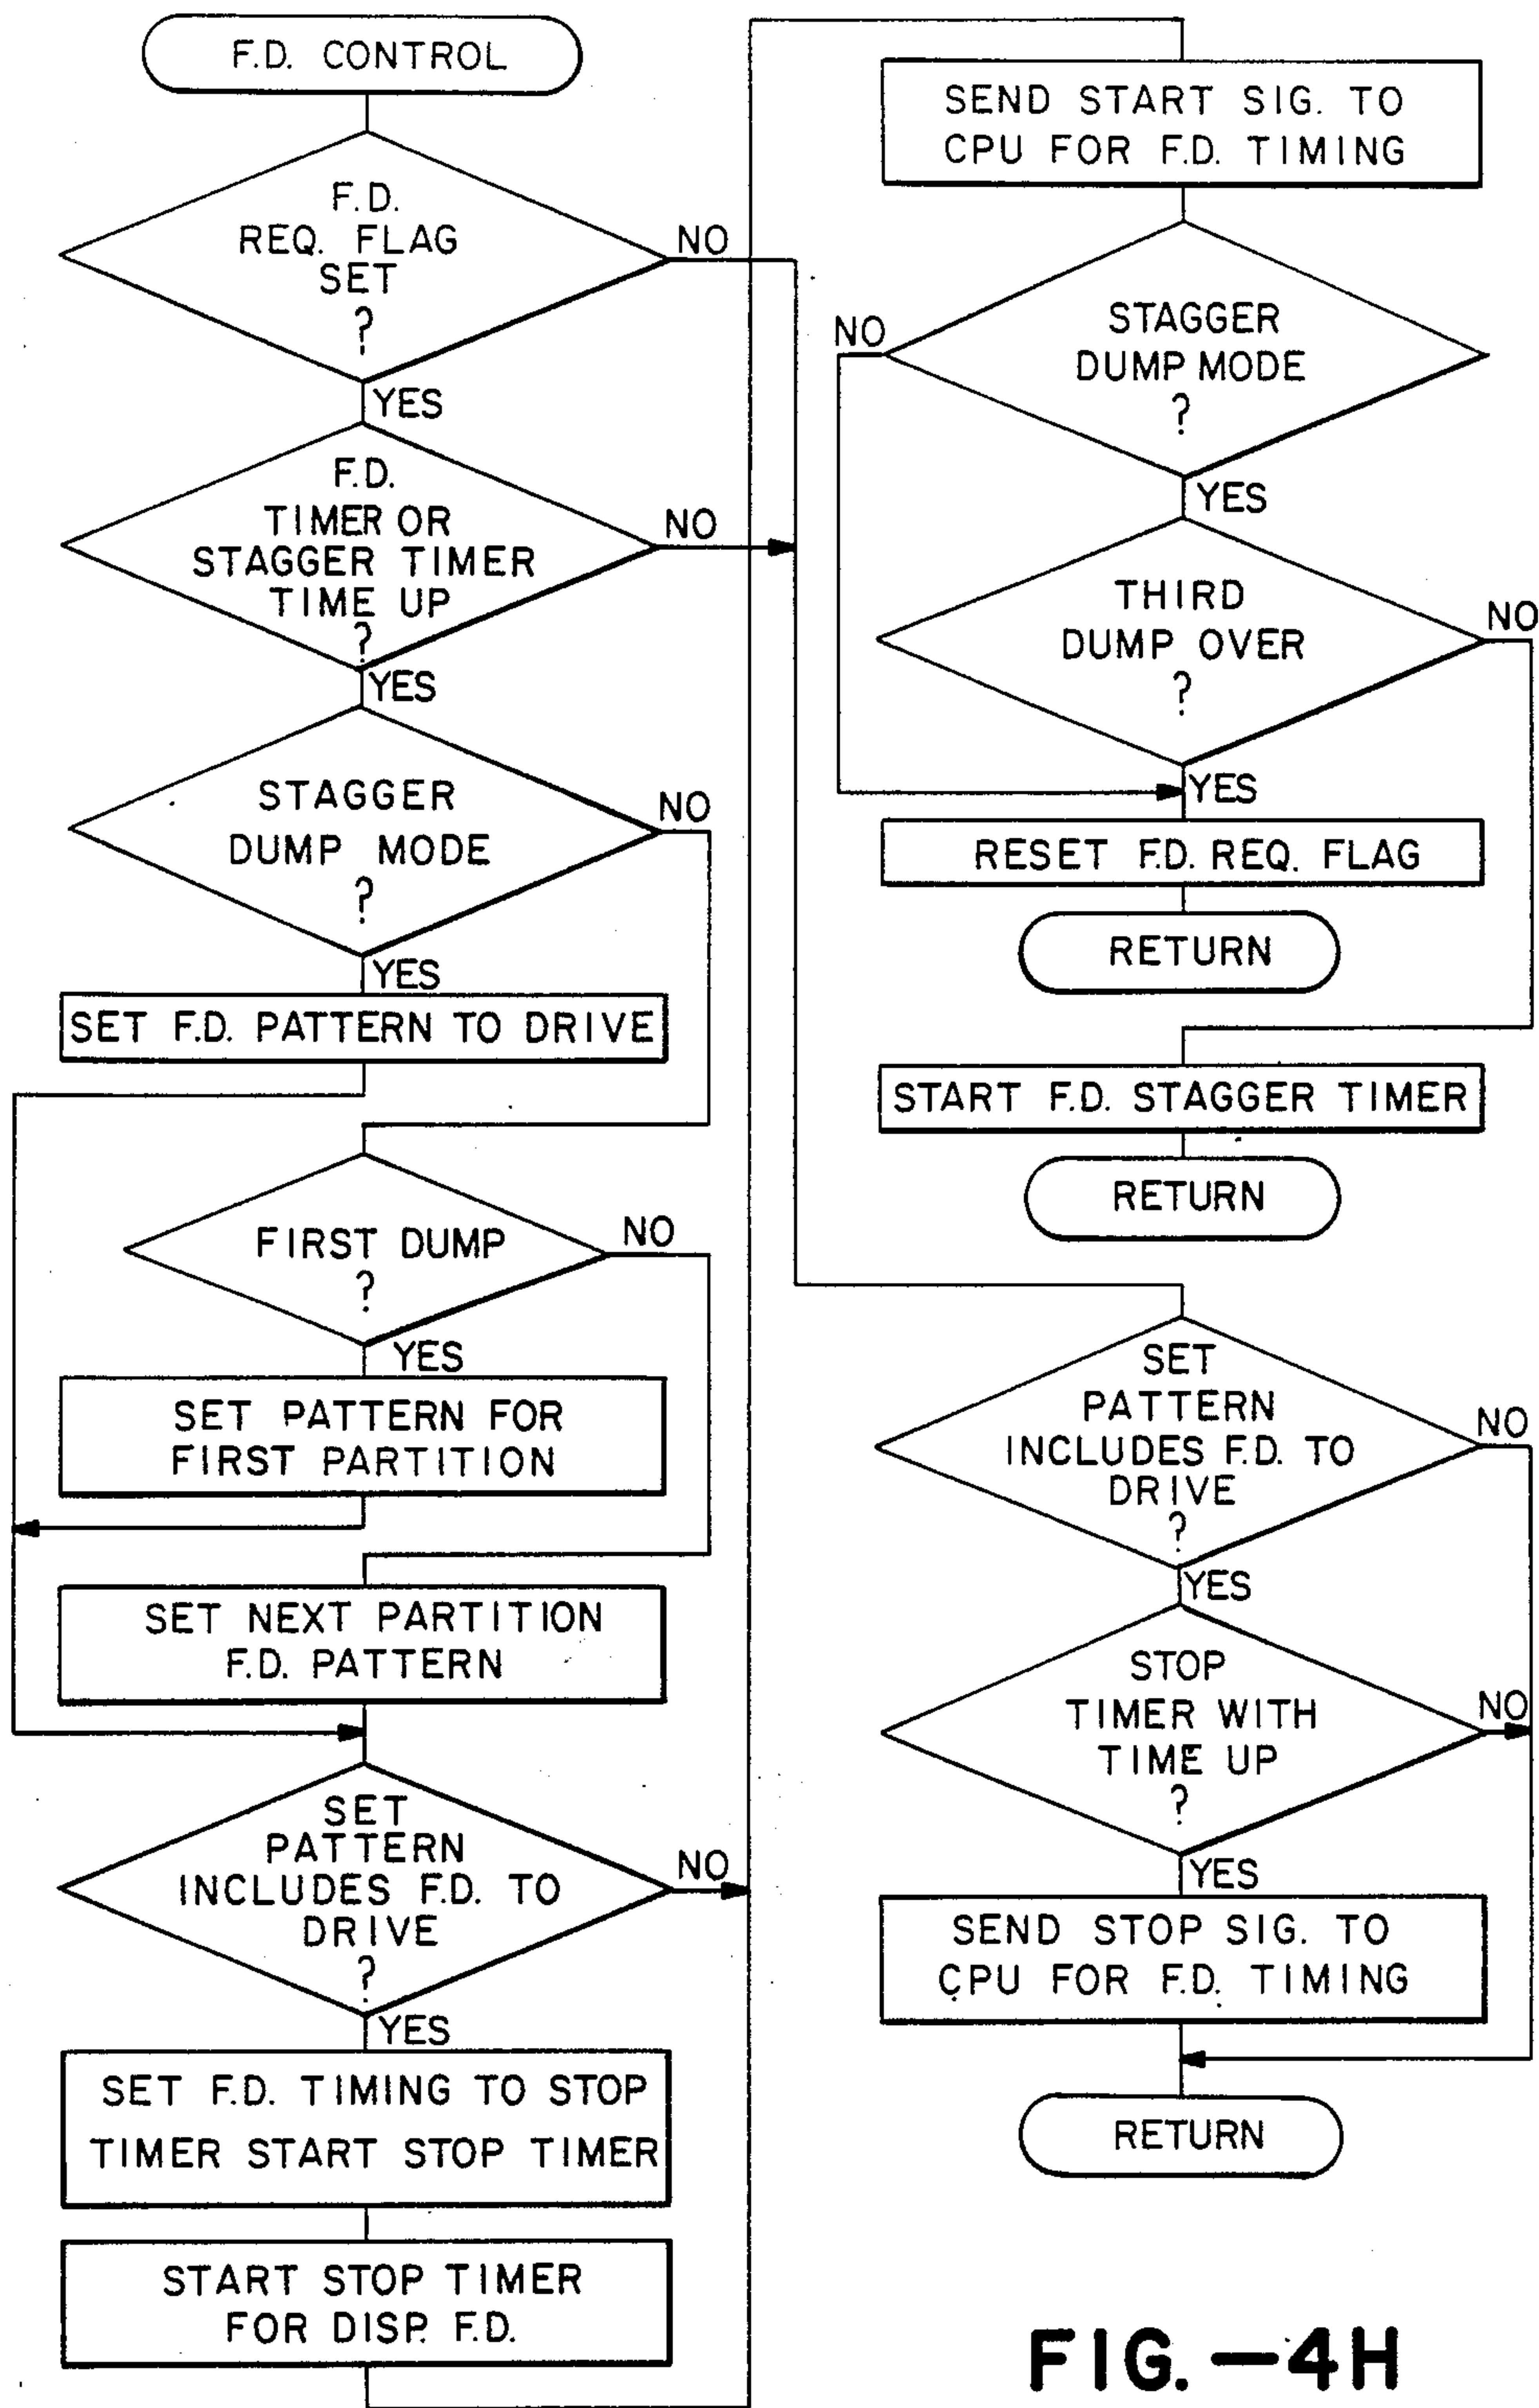 F.D. CONTROL
F.D.
REQ. FLAG
SET
?
NO
YES
F.D.
TIMER OR
STAGGER TIMER
TIME UP
?
NO
YES
STAGGER
DUMP MODE
?
NO
YES
SET F.D. PATTERN TO DRIVE
FIRST DUMP
?
NO
YES
SET PATTERN FOR
FIRST PARTITION
SET NEXT PARTITION
F.D. PATTERN
SET
PATTERN
INCLUDES F.D. TO
DRIVE
?
NO
YES
SET F.D. TIMING TO STOP
TIMER START STOP TIMER
START STOP TIMER
FOR DISP. F.D.
SEND START SIG. TO
CPU FOR F.D. TIMING
STAGGER
DUMP MODE
?
NO
YES
THIRD
DUMP OVER
?
NO
YES
RESET F.D. REQ. FLAG
RETURN
START F.D. STAGGER TIMER
RETURN
SET
PATTERN
INCLUDES F.D. TO
DRIVE
?
NO
YES
STOP
TIMER WITH
TIME UP
?
NO
YES
SEND STOP SIG. TO
CPU FOR F.D. TIMING
RETURN
FIG.—4H